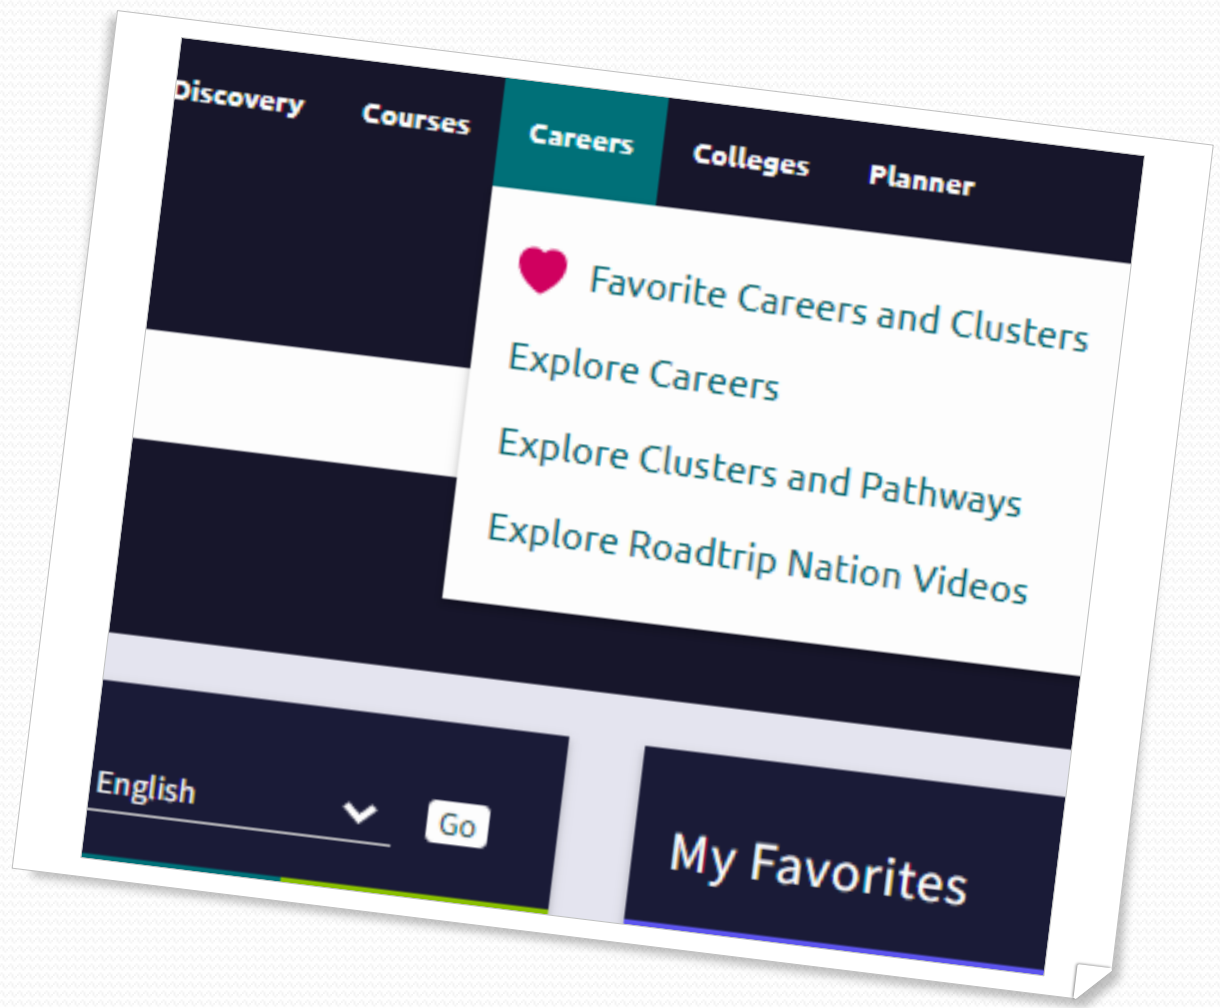 Discovery
Courses
Careers
Colleges
Planner
Favorite Careers and Clusters
Explore Careers
Explore Clusters and Pathways
Explore Roadtrip Nation Videos
English
Go
My Favorites